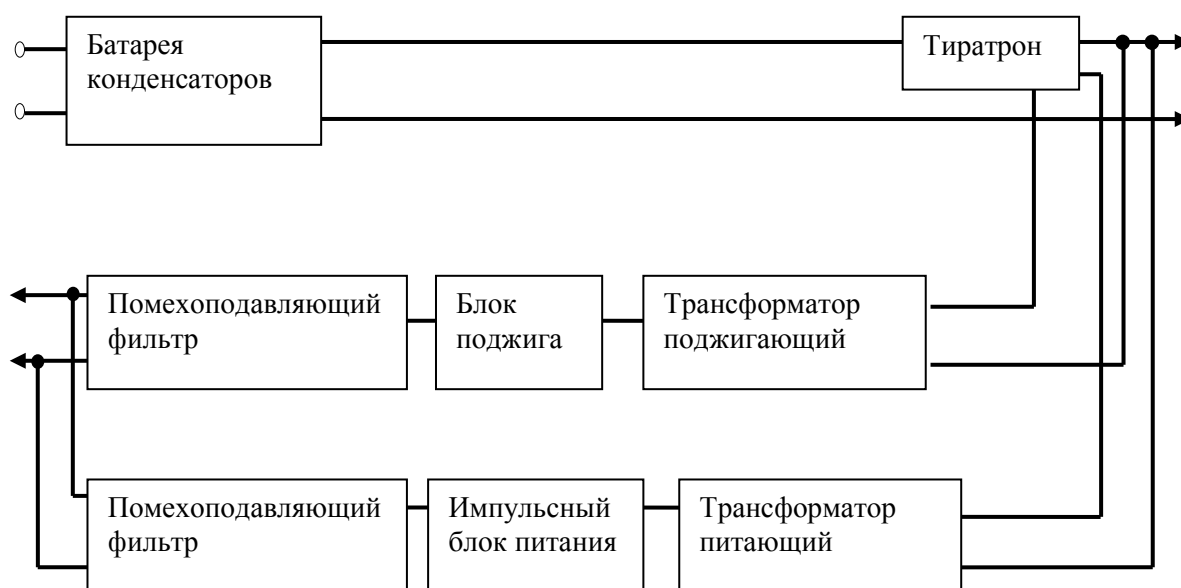 Батарея
конденсаторов
Тиратрон
Помехоподавляющий
фильтр
Блок
поджига
Трансформатор
поджигающий
Помехоподавляющий
фильтр
Импульсный
блок питания
Трансформатор
питающий